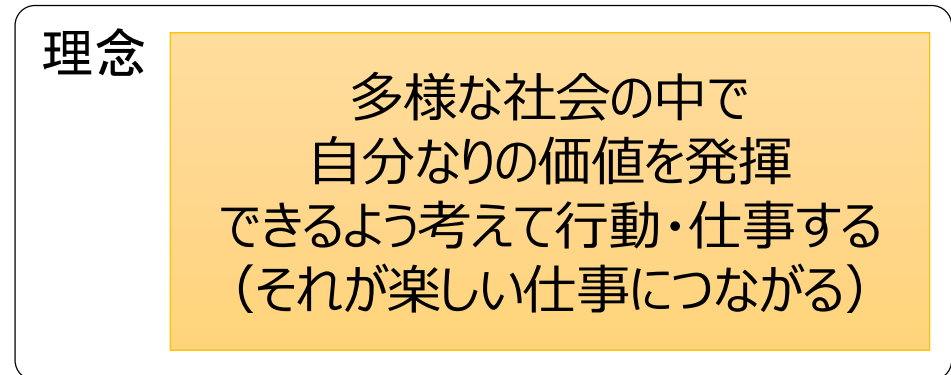 理念
多様な社会の中で
自分なりの価値を発揮
できるよう考えて行動・仕事する
（それが楽しい仕事につながる）